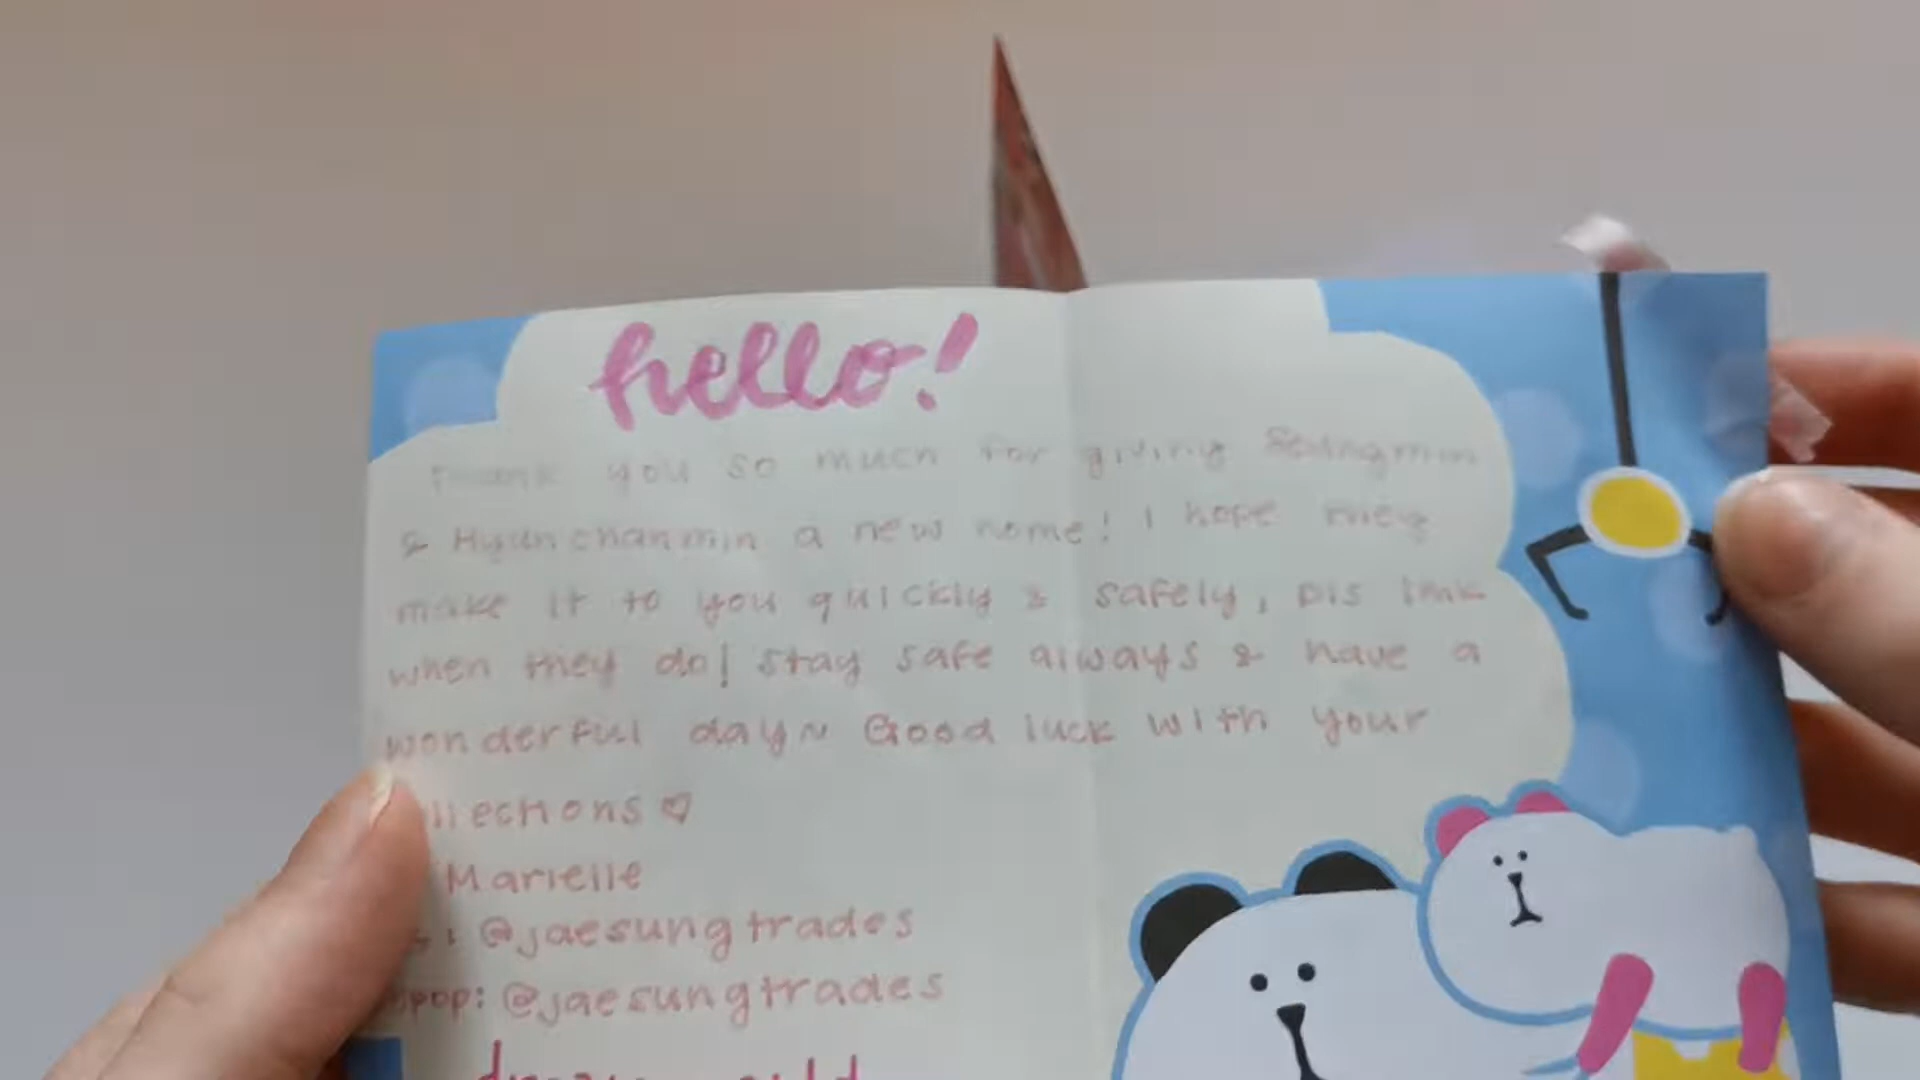 hello!
Thank you so much for giving Seungmin
& Hyunchanmin a new home! I hope they
make it to you quickly & safely, pls lmk
when they do! Stay safe always & have a
wonderful day~ Good luck with your
llections ♡
Marielle
: @jaesungtrades
pop: @jaesungtrades